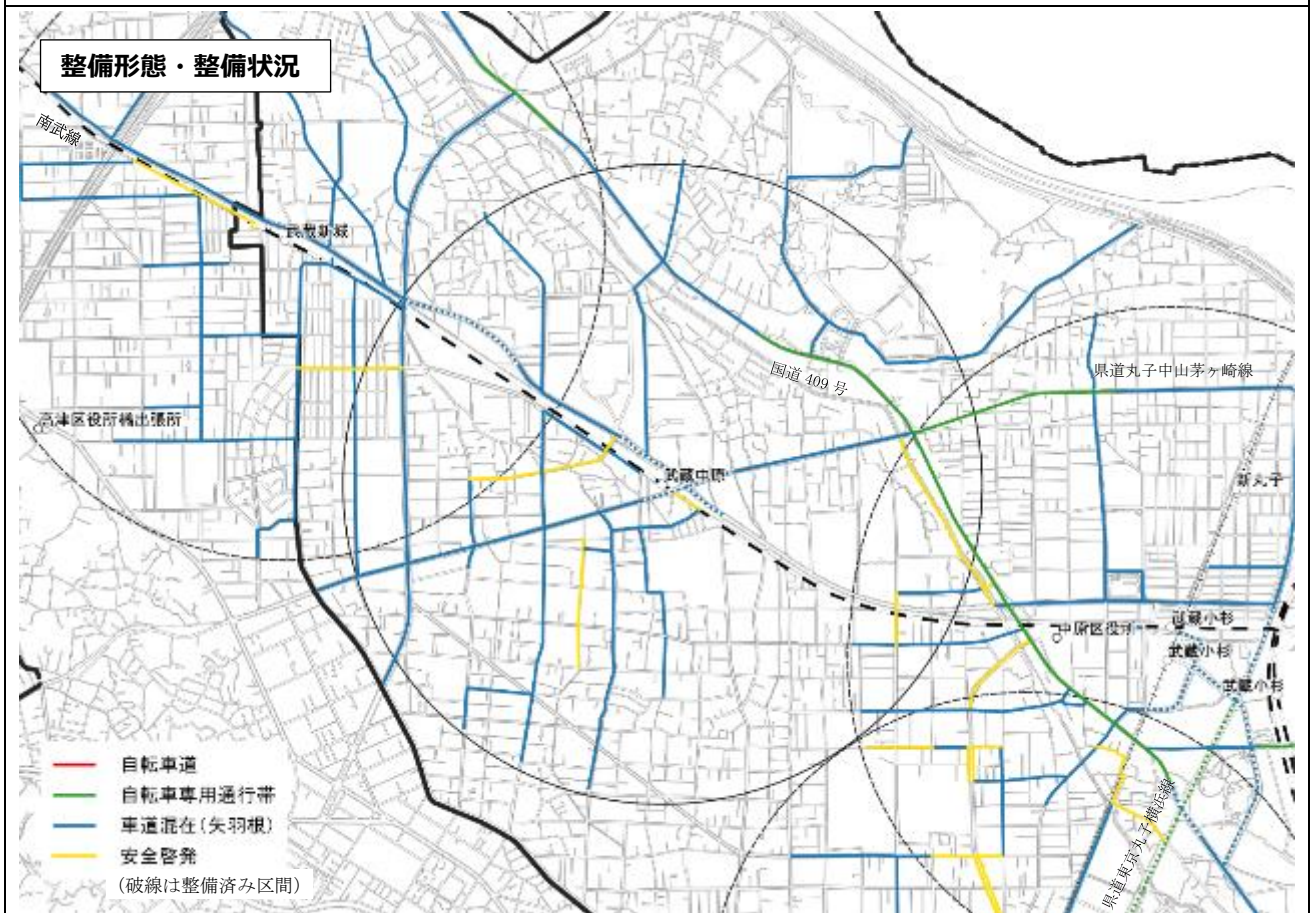 整備形態・整備状況
南武線
武蔵新城
国道 409 号
県道丸子中山茅ヶ崎線
高津区役所橘出張所
武蔵中原
新丸子
中原区役所
武蔵小杉
武蔵小杉
武蔵小杉
県道東京丸子横浜線
自転車道
自転車専用通行帯
車道混在(矢羽根)
安全啓発
(破線は整備済み区間)